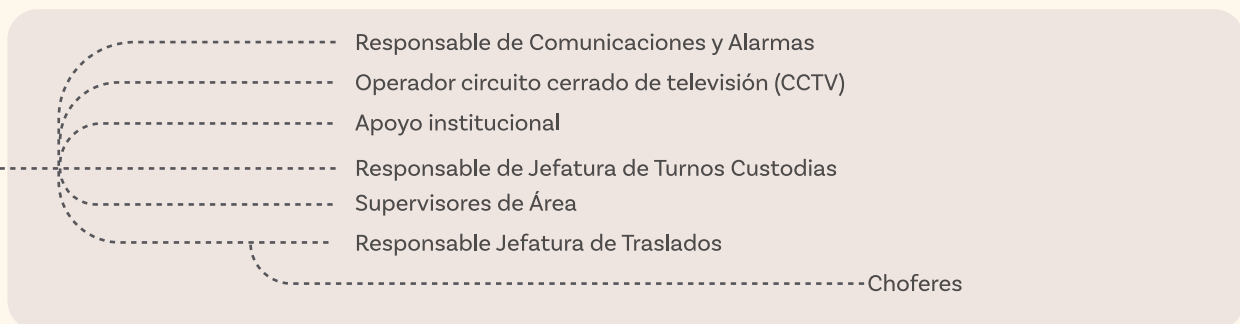 Responsable de Comunicaciones y Alarmas
Operador circuito cerrado de televisión (CCTV)
Apoyo institucional
Responsable de Jefatura de Turnos Custodias
Supervisores de Área
Responsable Jefatura de Traslados
Choferes